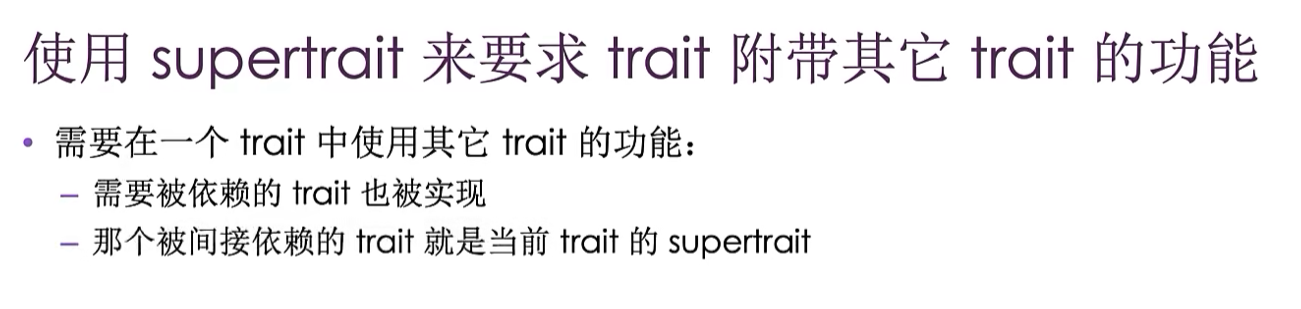 使用 supertrait 来要求 trait 附带其它 trait 的功能
• 需要在一个 trait 中使用其它 trait 的功能：
– 需要被依赖的 trait 也被实现
– 那个被间接依赖的 trait 就是当前 trait 的 supertrait